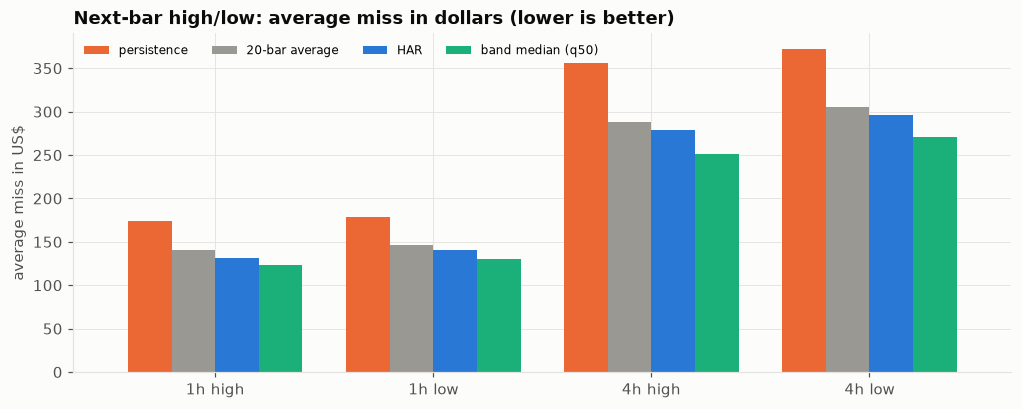 Next-bar high/low: average miss in dollars (lower is better)
persistence 20-bar average HAR band median (q50)
average miss in US$
350
300
250
200
150
100
50
0
1h high 1h low 4h high 4h low